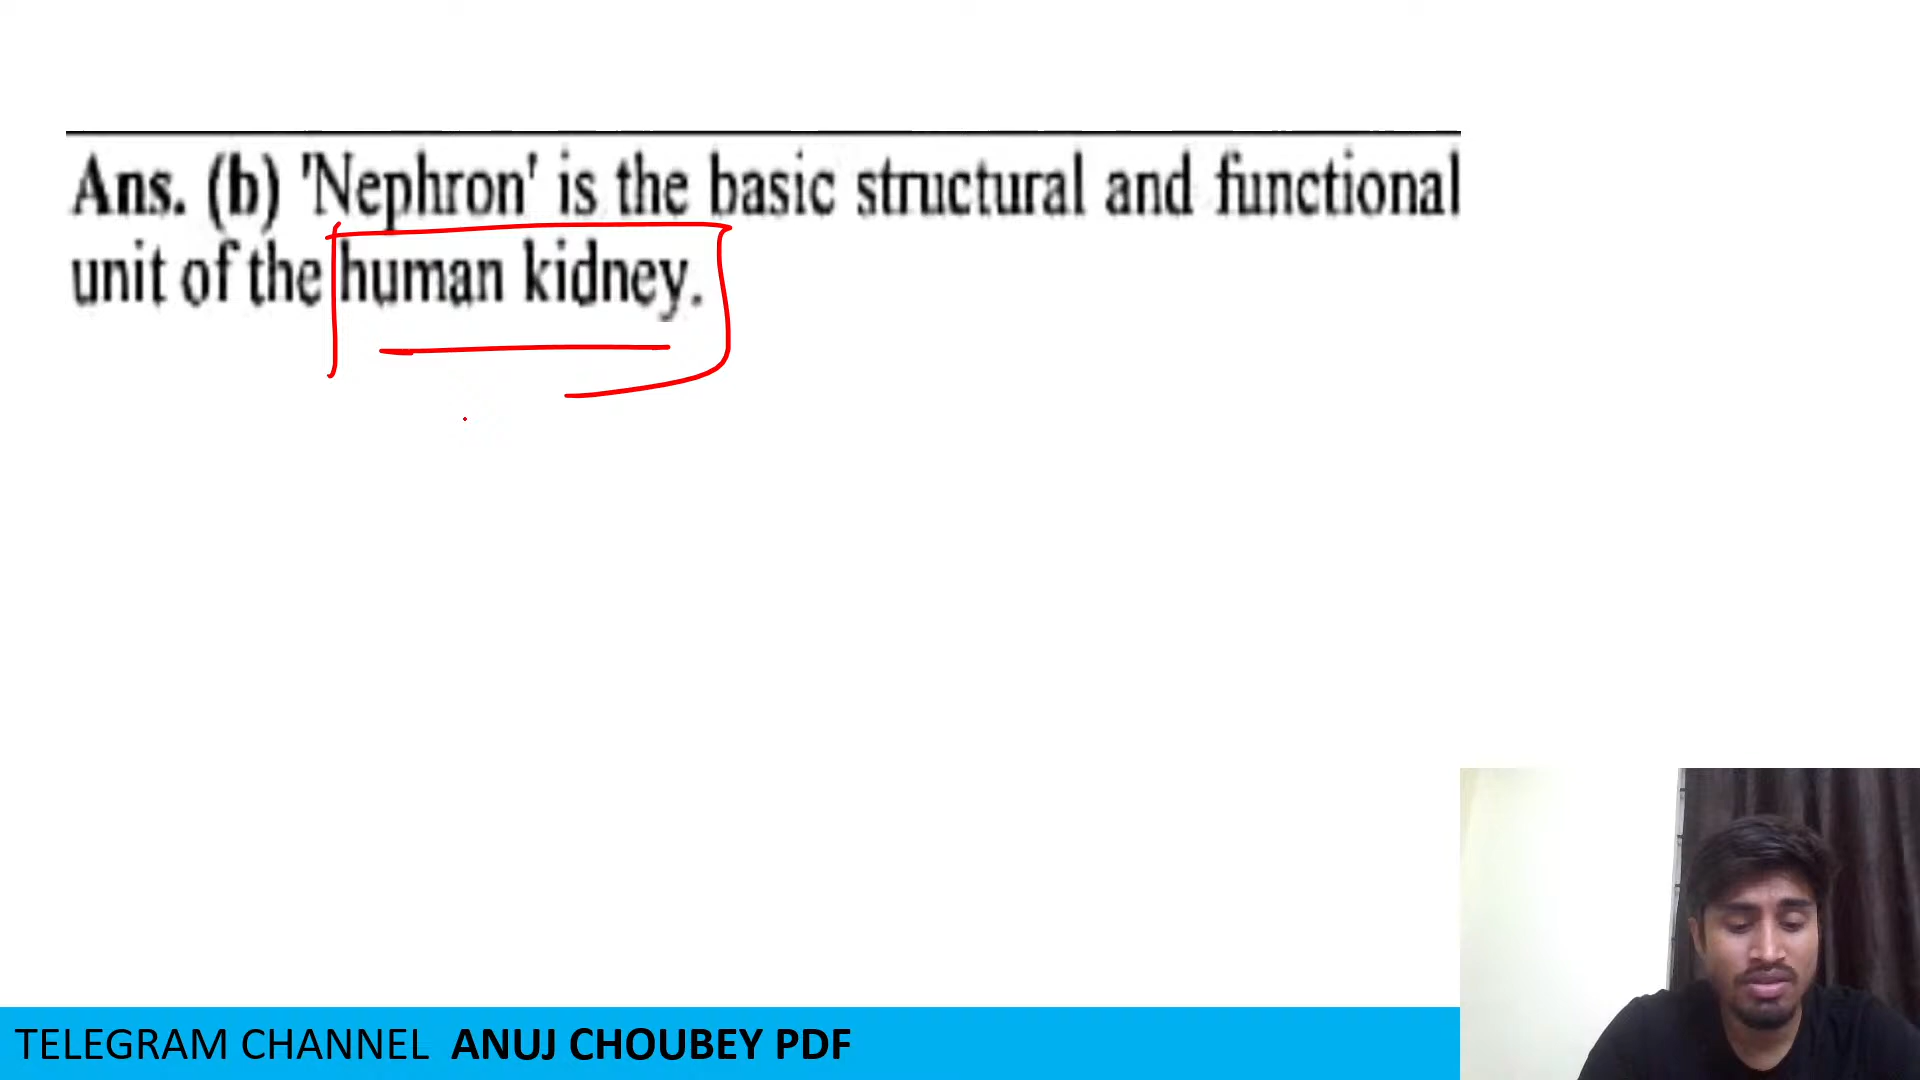 Ans. (b) 'Nephron' is the basic structural and functional
unit of the human kidney.
TELEGRAM CHANNEL ANUJ CHOUBEY PDF